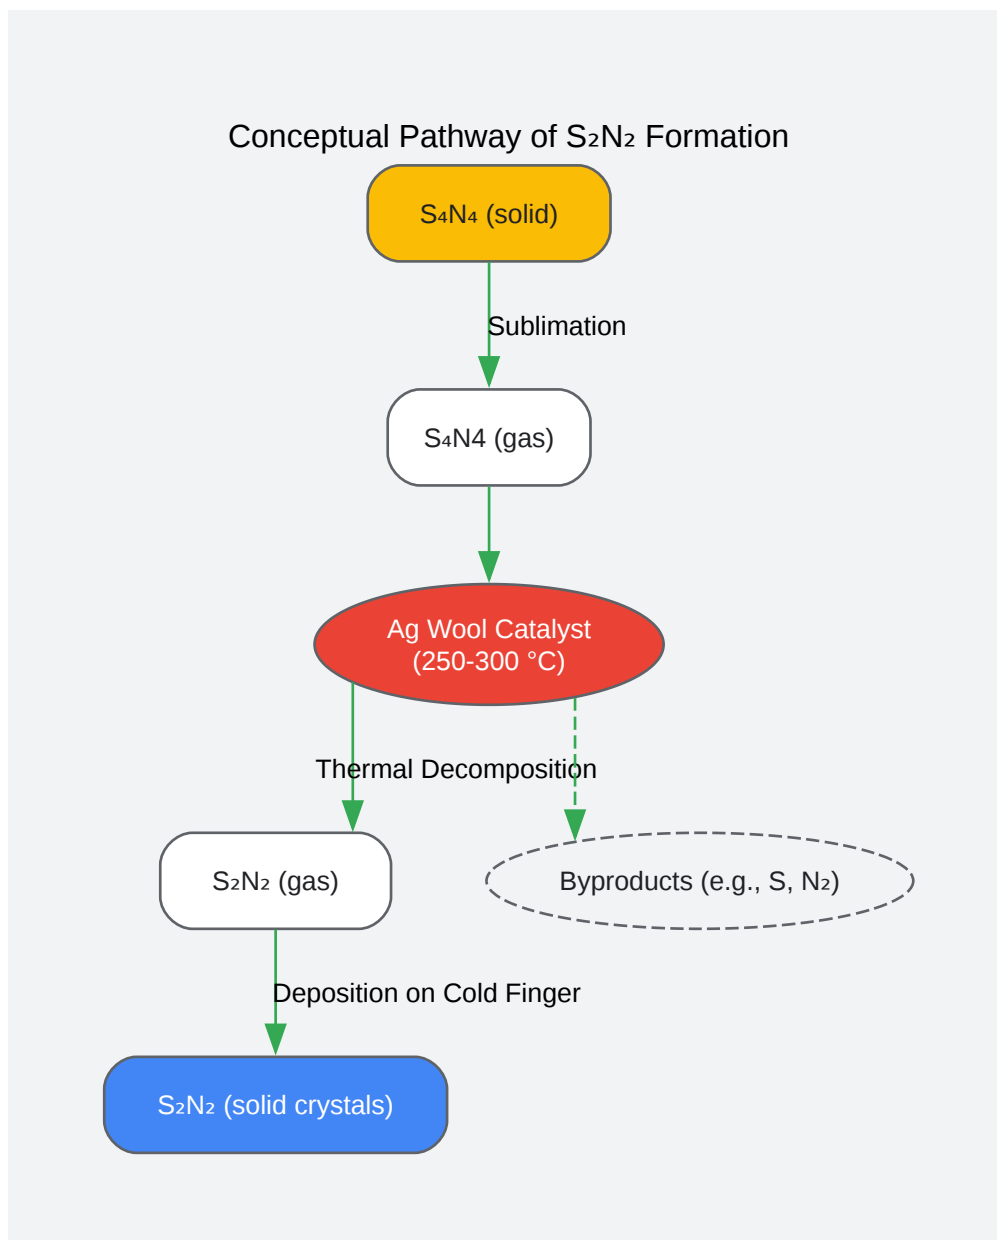 Conceptual Pathway of S₂N₂ Formation
S₄N₄ (solid)
Sublimation
S₄N4 (gas)
Ag Wool Catalyst
(250-300 °C)
Thermal Decomposition
S₂N₂ (gas)
Byproducts (e.g., S, N₂)
Deposition on Cold Finger
S₂N₂ (solid crystals)